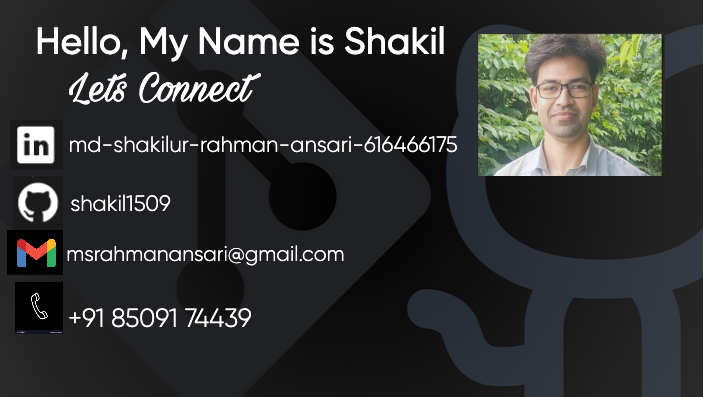 Hello, My Name is Shakil
Lets Connect
in md-shakilur-rahman-ansari-616466175
shakil1509
msrahmanansari@gmail.com
+91 85091 74439